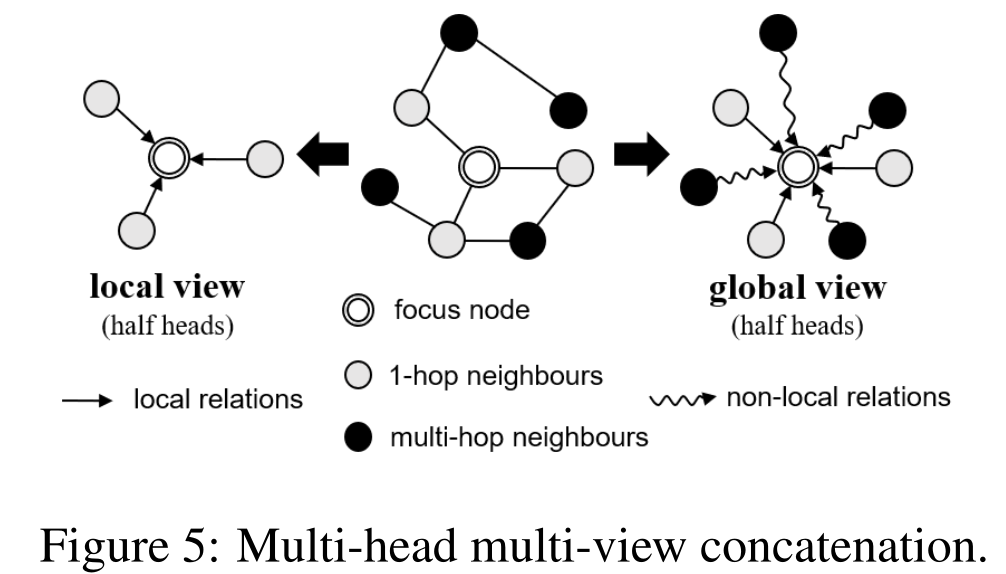 local view
(half heads)
global view
(half heads)
focus node
1-hop neighbours
multi-hop neighbours
local relations
non-local relations
Figure 5: Multi-head multi-view concatenation.